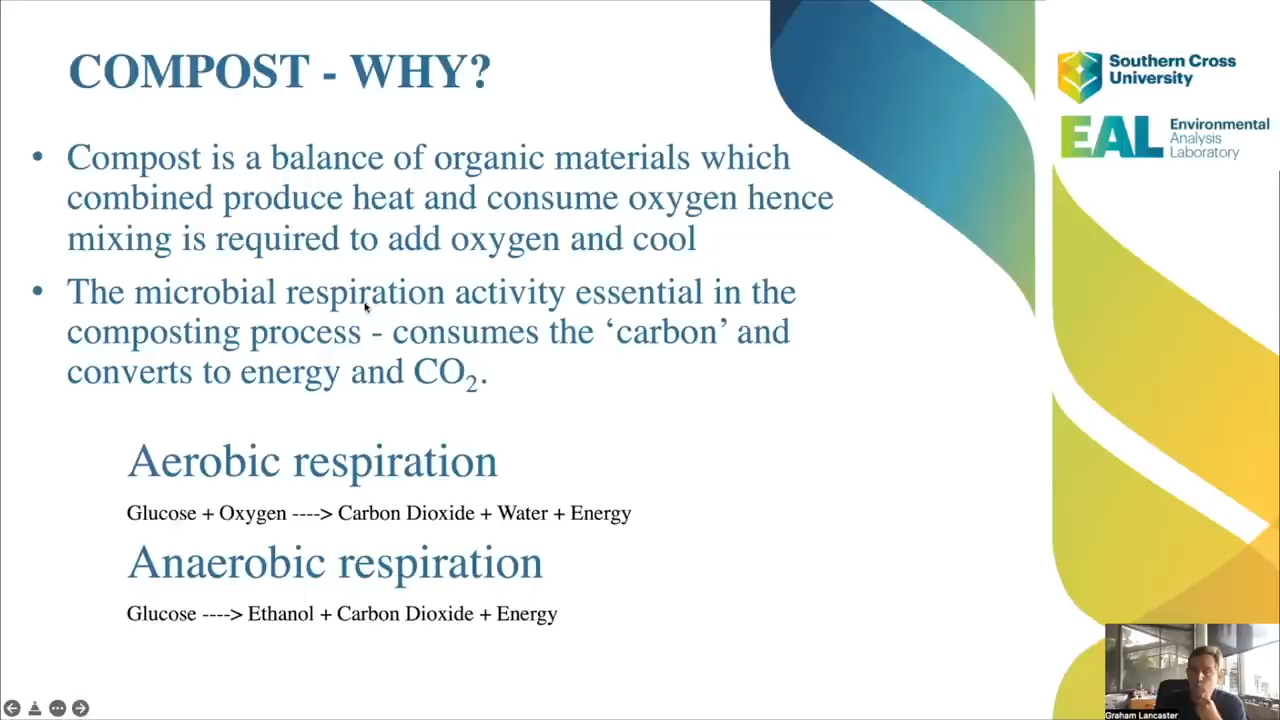 COMPOST - WHY?
Southern Cross
University
EAL Environmental
Analysis
Laboratory
• Compost is a balance of organic materials which
combined produce heat and consume oxygen hence
mixing is required to add oxygen and cool
• The microbial respiration activity essential in the
composting process - consumes the ‘carbon’ and
converts to energy and CO₂.
Aerobic respiration
Glucose + Oxygen ----> Carbon Dioxide + Water + Energy
Anaerobic respiration
Glucose ----> Ethanol + Carbon Dioxide + Energy
Graham Lancaster